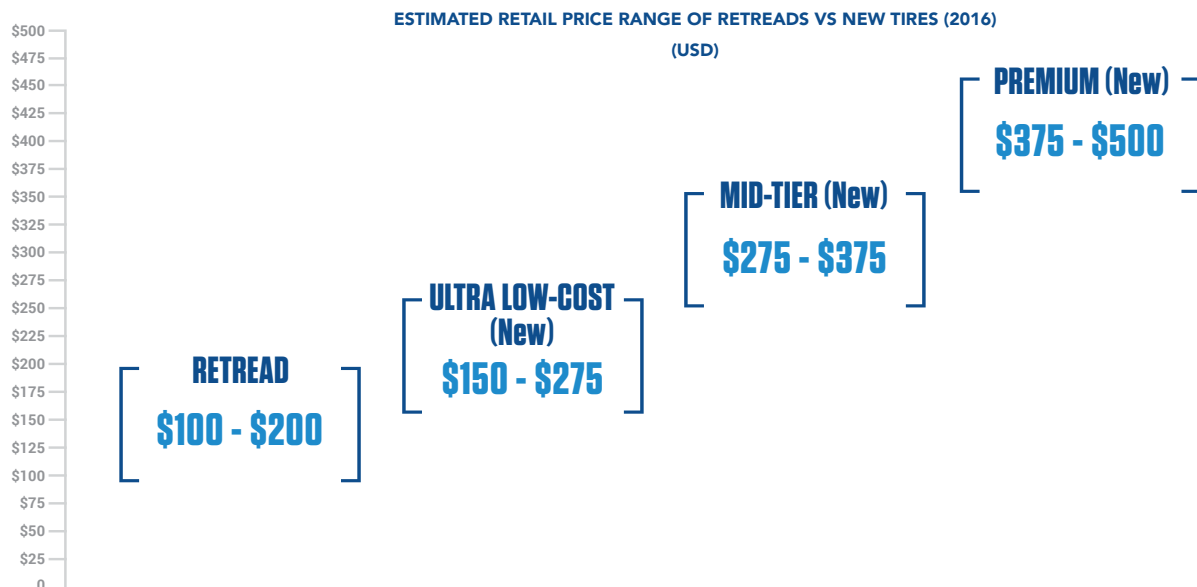 ESTIMATED RETAIL PRICE RANGE OF RETREADS VS NEW TIRES (2016)
(USD)
$500
$475
$450
$425
$400
$375
$350
$325
$300
$275
$250
$225
$200
$175
$150
$125
$100
$75
$50
$25
0
RETREAD
$100 - $200
ULTRA LOW-COST
(New)
$150 - $275
MID-TIER (New)
$275 - $375
PREMIUM (New)
$375 - $500